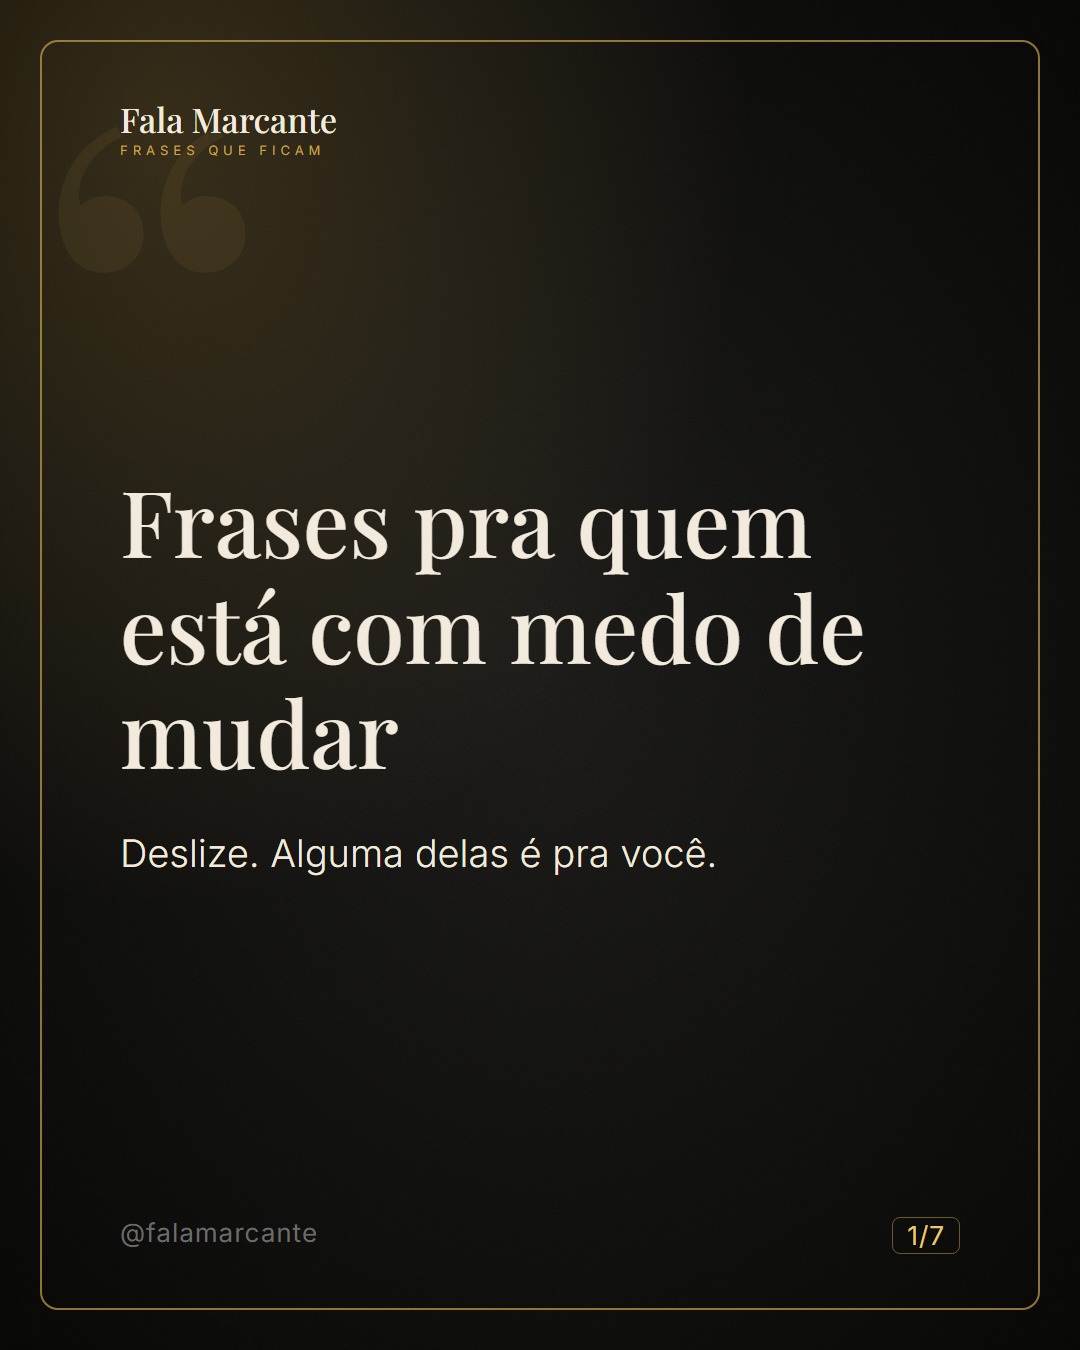 Fala Marcante
FRASES QUE FICAM
Frases pra quem
está com medo de
mudar
Deslize. Alguma delas é pra você.
@falamarcante
1/7